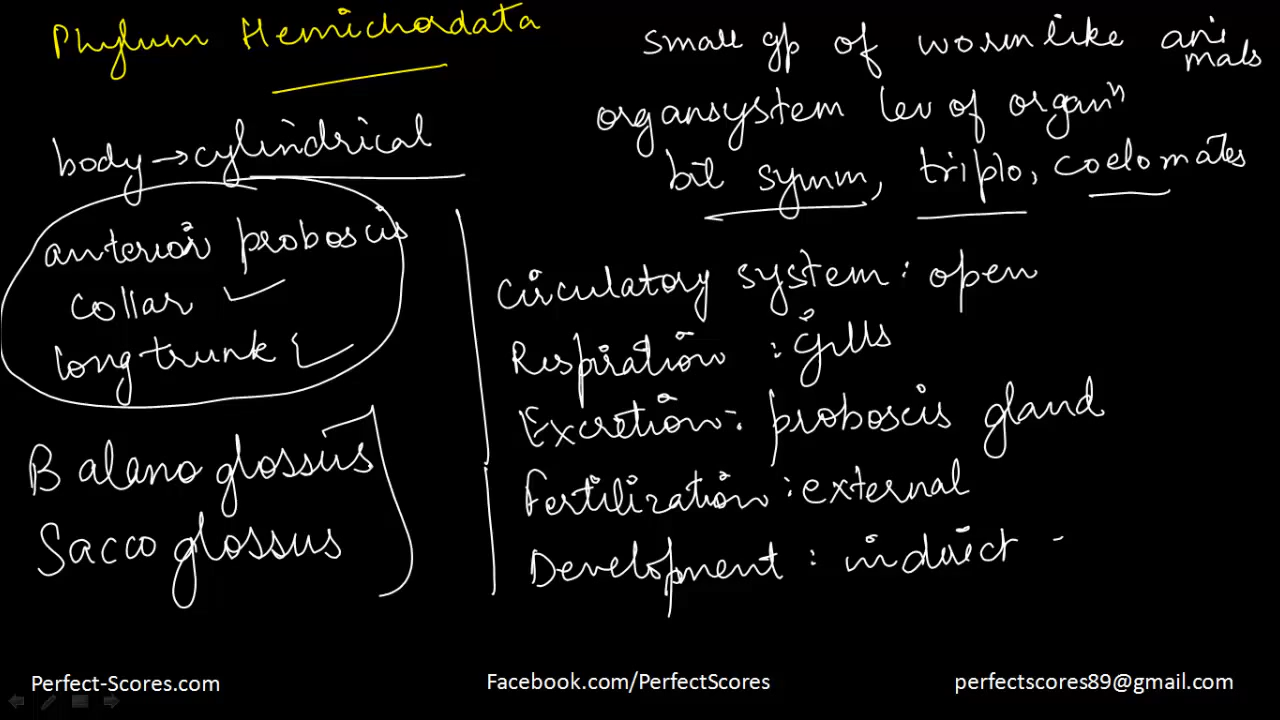 Phylum Hemichordata
small gp of wormlike animals
organsystem lev of organⁿ
bil symm, triplo, coelomates
body → cylindrical
anterior proboscis
collar
long trunk
Balanoglossus
Saccoglossus
Circulatory system: open
Respiration : Gills
Excretion: proboscis gland
Fertilization : external
Development : indirect -
Perfect-Scores.com
Facebook.com/PerfectScores
perfectscores89@gmail.com